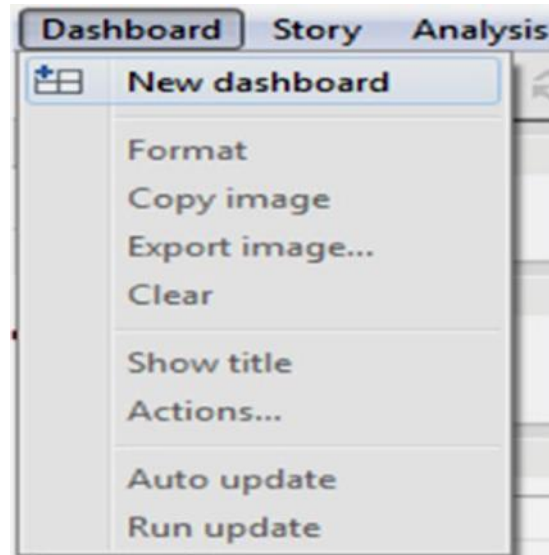 Dashboard Story Analysis
New dashboard
Format
Copy image
Export image...
Clear
Show title
Actions...
Auto update
Run update